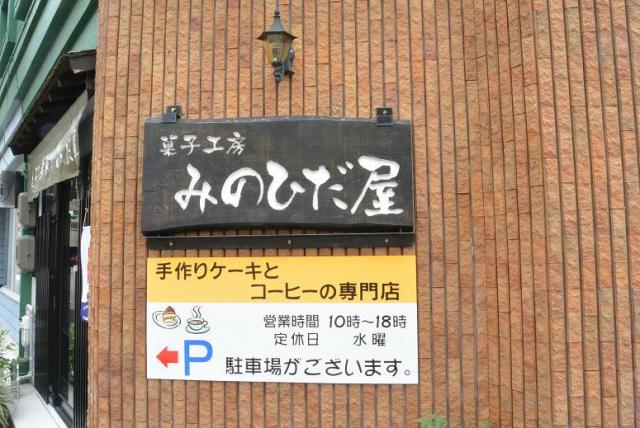 菓子工房
みのひだ屋
手作りケーキと
コーヒーの専門店
営業時間 10時～18時
定休日 水曜
P 駐車場がございます。